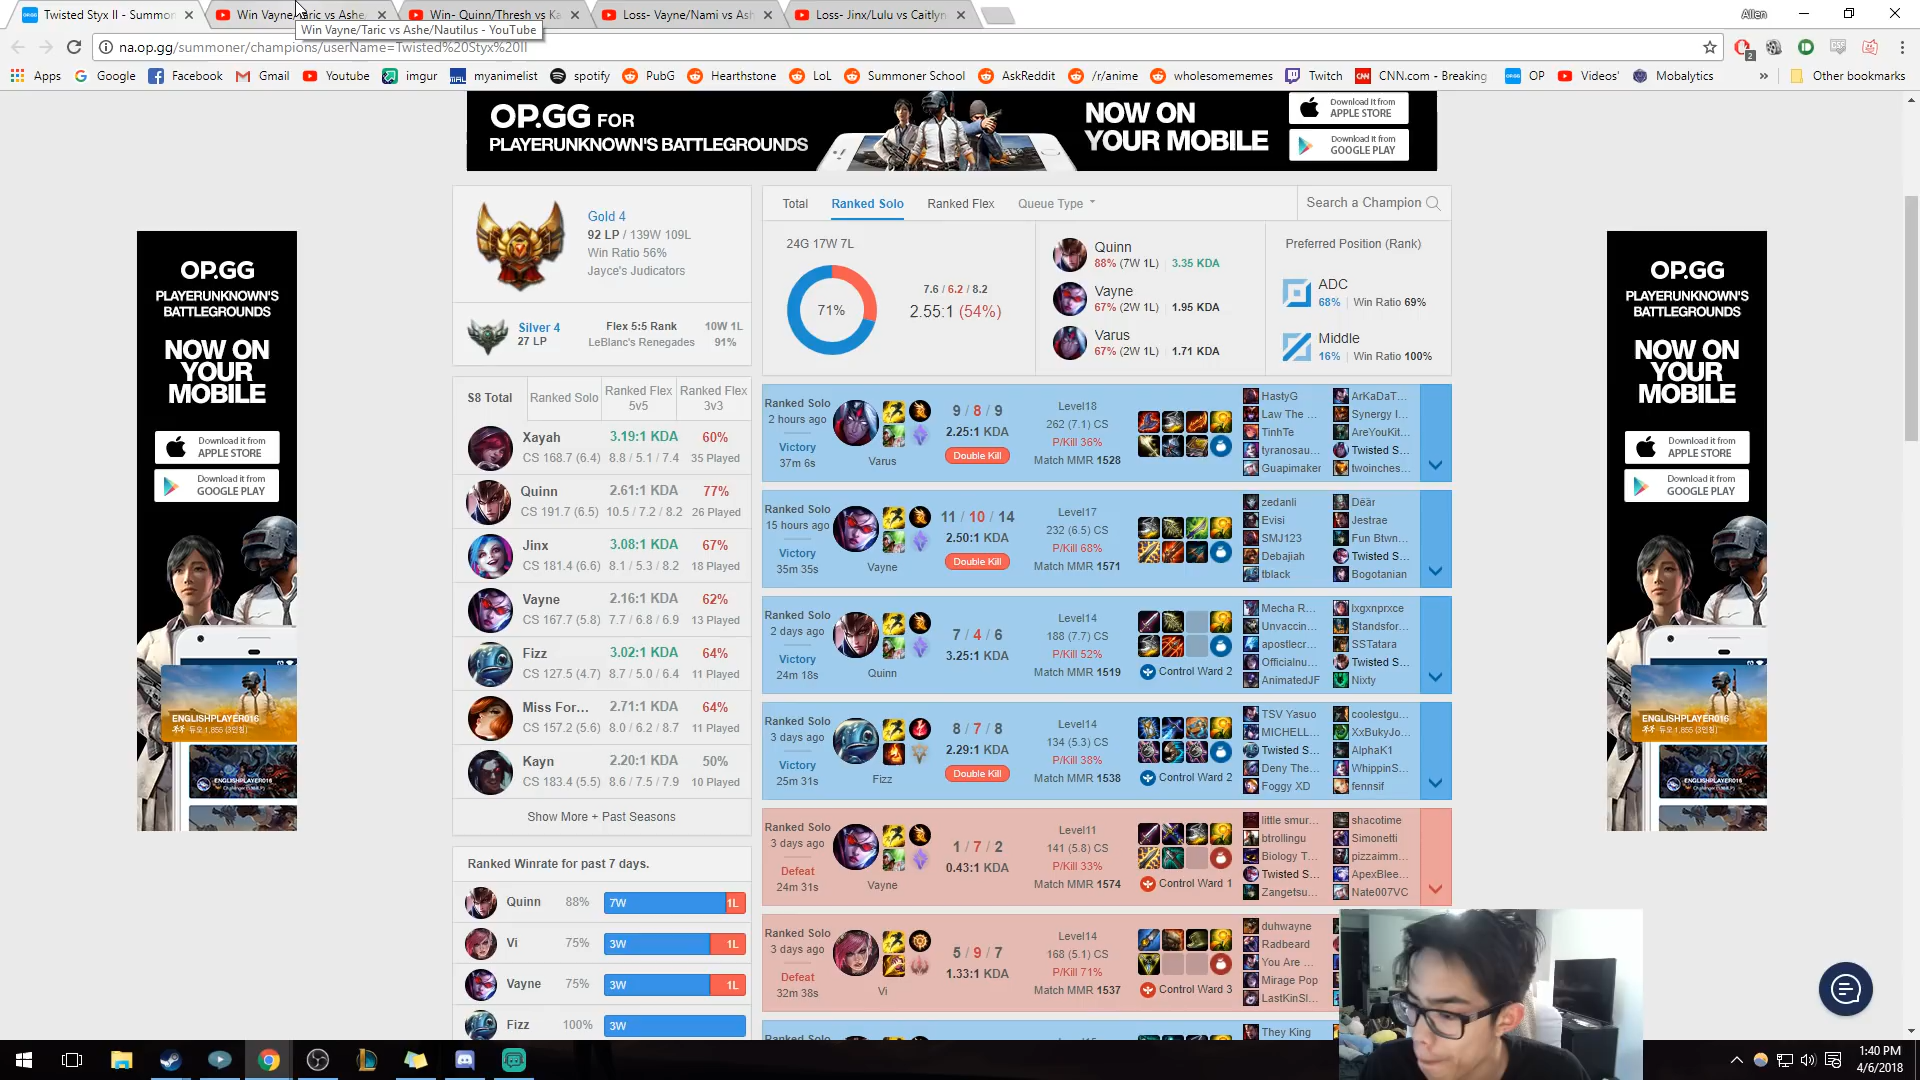 Twisted Styx II - Summon
Win Vayne/Taric vs Ashe/
Win- Quinn/Thresh vs Ka
Loss- Vayne/Nami vs Ash
Loss- Jinx/Lulu vs Caitlyn
Allen
Win Vayne/Taric vs Ashe/Nautilus - YouTube
na.op.gg/summoner/champions/userName=Twisted%20Styx%20II
2
Apps Google Facebook Gmail Youtube imgur myanimelist spotify PubG Hearthstone LoL Summoner School AskReddit /r/anime wholesomememes Twitch CNN.com - Breaking OP Videos' Mobalytics » Other bookmarks
OP.GG FOR
PLAYERUNKNOWN'S BATTLEGROUNDS
NOW ON
YOUR MOBILE
Download it from
APPLE STORE
Download it from
GOOGLE PLAY
OP.GG
PLAYERUNKNOWN'S
BATTLEGROUNDS
NOW ON
YOUR
MOBILE
Download it from
APPLE STORE
Download it from
GOOGLE PLAY
ENGLISHPLAYER016
ENGLISHPLAYER016
Gold 4
92 LP / 139W 109L
Win Ratio 56%
Jayce's Judicators
Silver 4
27 LP
Flex 5:5 Rank
LeBlanc's Renegades
10W 1L
91%
S8 Total
Ranked Solo
Ranked Flex
5v5
Ranked Flex
3v3
Xayah 3.19:1 KDA 60%
CS 168.7 (6.4) 8.8 / 5.1 / 7.4 35 Played
Quinn 2.61:1 KDA 77%
CS 191.7 (6.5) 10.5 / 7.2 / 8.2 26 Played
Jinx 3.08:1 KDA 67%
CS 181.4 (6.6) 8.1 / 5.3 / 8.2 18 Played
Vayne 2.16:1 KDA 62%
CS 167.7 (5.8) 7.7 / 6.8 / 6.9 13 Played
Fizz 3.02:1 KDA 64%
CS 127.5 (4.7) 8.7 / 5.0 / 6.4 11 Played
Miss For... 2.71:1 KDA 64%
CS 157.2 (5.6) 8.0 / 6.2 / 8.7 11 Played
Kayn 2.20:1 KDA 50%
CS 183.4 (5.5) 8.6 / 7.5 / 7.9 10 Played
Show More + Past Seasons
Ranked Winrate for past 7 days.
Quinn 88% 7W 1L
Vi 75% 3W 1L
Vayne 75% 3W 1L
Fizz 100% 3W
Total Ranked Solo Ranked Flex Queue Type
Search a Champion
24G 17W 7L
71%
7.6 / 6.2 / 8.2
2.55:1 (54%)
Quinn
88% (7W 1L) 3.35 KDA
Vayne
67% (2W 1L) 1.95 KDA
Varus
67% (2W 1L) 1.71 KDA
Preferred Position (Rank)
ADC
68% Win Ratio 69%
Middle
16% Win Ratio 100%
Ranked Solo
2 hours ago
Victory
37m 6s
Varus
9 / 8 / 9
2.25:1 KDA
Double Kill
Level18
262 (7.1) CS
P/Kill 36%
Match MMR 1528
HastyG ArKaDaT...
Law The ... Synergy I...
TinhTe AreYouKit...
tyranosau... Twisted S...
Guapimaker twoinches...
Ranked Solo
15 hours ago
Victory
35m 35s
Vayne
11 / 10 / 14
2.50:1 KDA
Double Kill
Level17
232 (6.5) CS
P/Kill 68%
Match MMR 1571
zedanli Dëär
Evisi Jestrae
SMJ123 Fun Btwn...
Debajiah Twisted S...
tblack Bogotanian
Ranked Solo
2 days ago
Victory
24m 18s
Quinn
7 / 4 / 6
3.25:1 KDA
Level14
188 (7.7) CS
P/Kill 52%
Match MMR 1519
Control Ward 2
Mecha R... lxgxnprxce
Unvaccin... Standsfor...
apostlecr... SSTatara
Officialnu... Twisted S...
AnimatedJF Nixty
Ranked Solo
3 days ago
Victory
25m 31s
Fizz
8 / 7 / 8
2.29:1 KDA
Double Kill
Level14
134 (5.3) CS
P/Kill 38%
Match MMR 1538
Control Ward 2
TSV Yasuo coolestgu...
MICHELL... XxBukyJo...
Twisted S... AlphaK1
Deny The... WhippinS...
Foggy XD fennsif
Ranked Solo
3 days ago
Defeat
24m 31s
Vayne
1 / 7 / 2
0.43:1 KDA
Level11
141 (5.8) CS
P/Kill 33%
Match MMR 1574
Control Ward 1
little smur... shacotime
btrollingu Simonetti
Biology T... pizzaimm...
Twisted S... ApexBlee...
Zangetsu... Nate007VC
Ranked Solo
3 days ago
Defeat
32m 38s
Vi
5 / 9 / 7
1.33:1 KDA
Level14
168 (5.1) CS
P/Kill 71%
Match MMR 1537
Control Ward 3
duhwayne
Radbeard
You Are ...
Mirage Pop
LastKinSl...
They King
OP.GG
PLAYERUNKNOWN'S
BATTLEGROUNDS
NOW ON
YOUR
MOBILE
Download it from
APPLE STORE
Download it from
GOOGLE PLAY
ENGLISHPLAYER016
ENGLISHPLAYER016
1:40 PM
4/6/2018